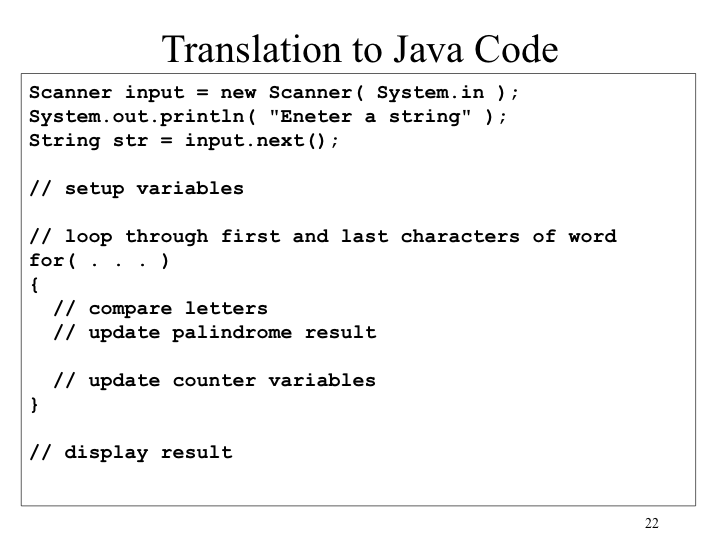 Translation to Java Code
Scanner input = new Scanner( System.in );
System.out.println( "Eneter a string" );
String str = input.next();
// setup variables
// loop through first and last characters of word
for( . . . )
{
// compare letters
// update palindrome result
// update counter variables
}
// display result
22